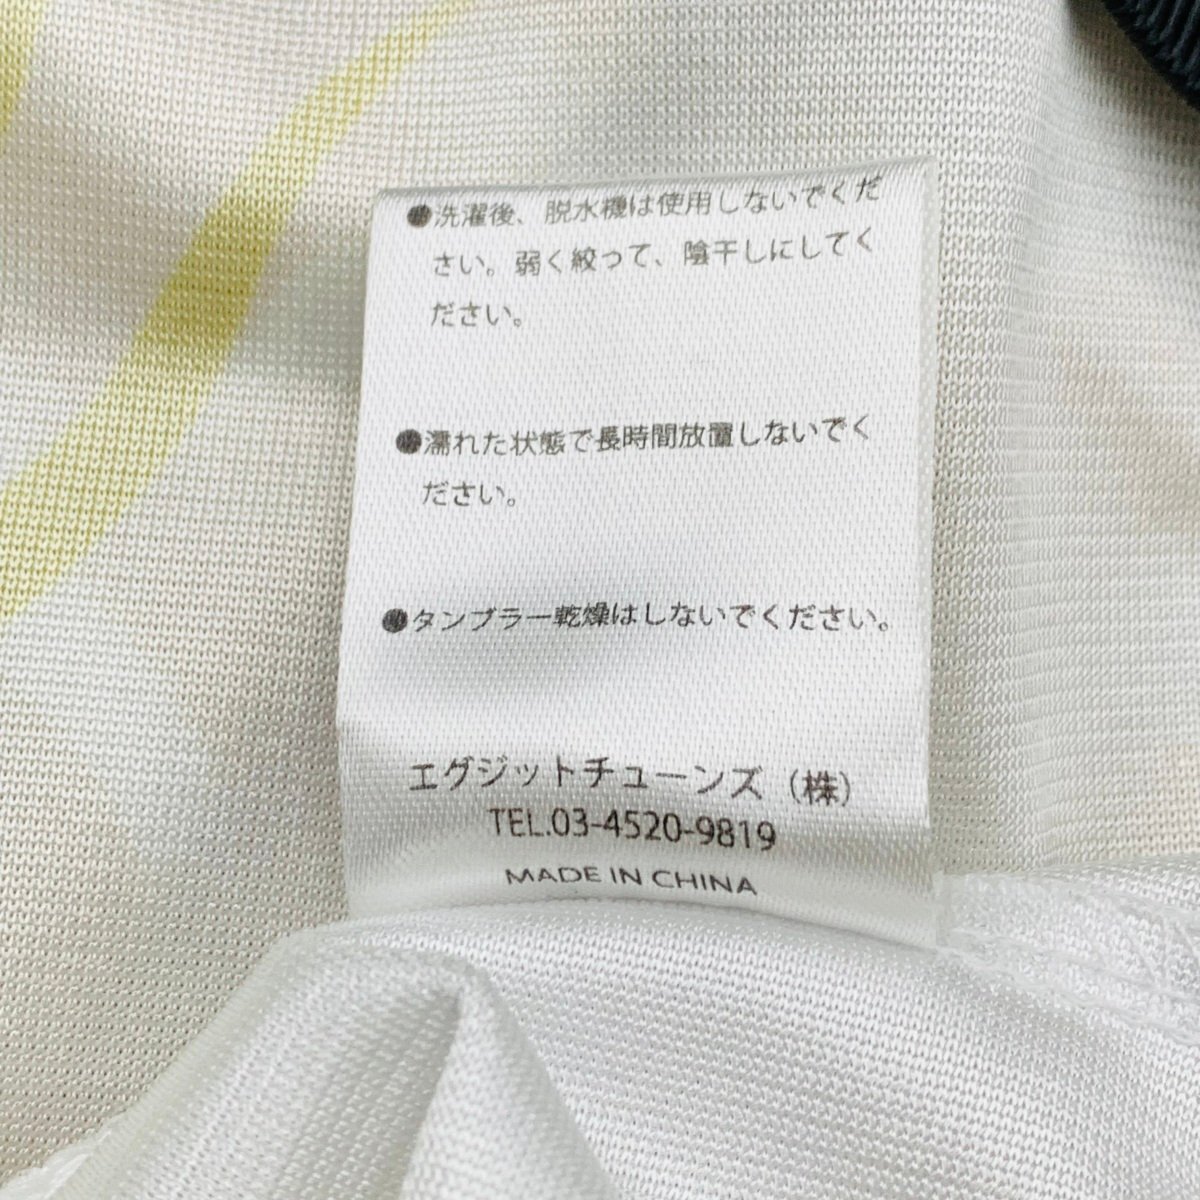 ●洗濯後、脱水機は使用しないでくだ
さい。弱く絞って、陰干しにしてく
ださい。
●濡れた状態で長時間放置しないでく
ださい。
●タンブラー乾燥はしないでください。
エグジットチューンズ（株）
TEL.03-4520-9819
MADE IN CHINA